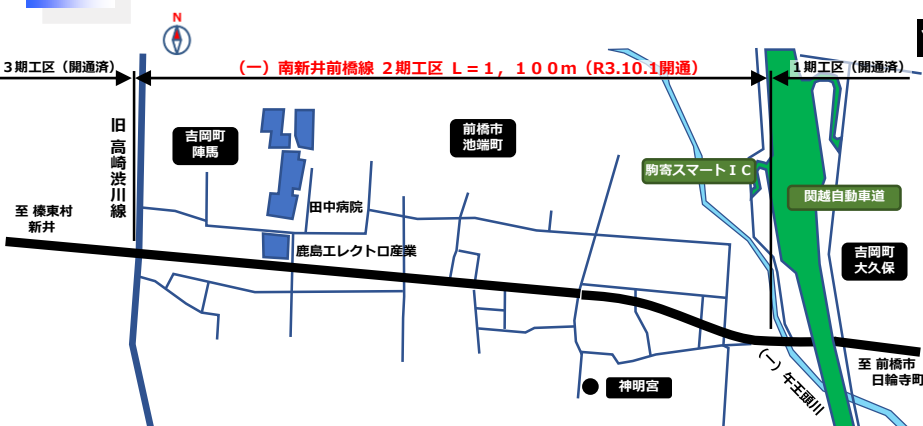 N
3期工区（開通済）
（一）南新井前橋線 ２期工区 Ｌ＝１，１００ｍ（R3.10.1開通）
1期工区（開通済）
旧 高崎渋川線
吉岡町
陣馬
前橋市
池端町
駒寄スマートＩＣ
関越自動車道
田中病院
至 榛東村
新井
鹿島エレクトロ産業
吉岡町
大久保
至 前橋市
日輪寺町
（一）午王頭川
神明宮